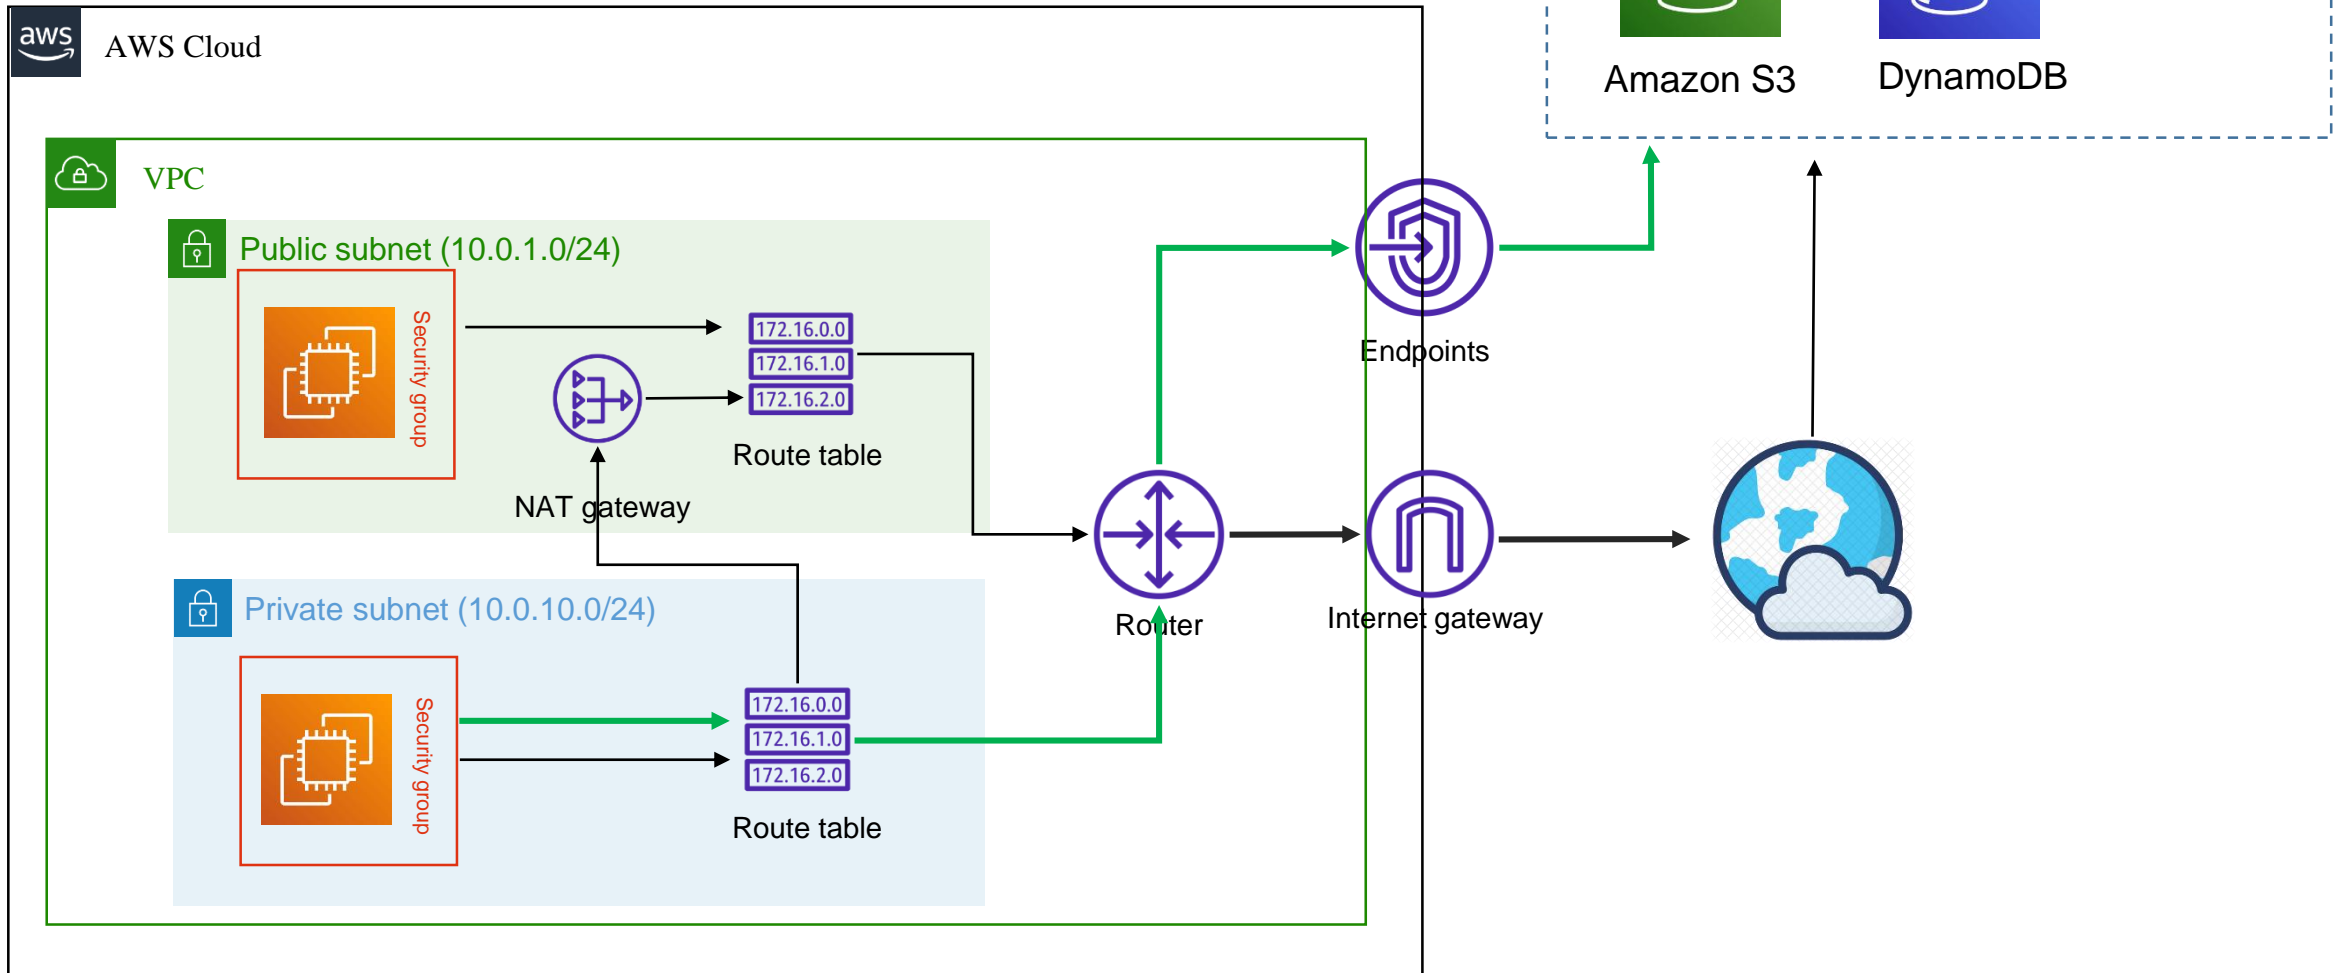 aws
AWS Cloud
Amazon S3
DynamoDB
VPC
Public subnet (10.0.1.0/24)
Security group
172.16.0.0
172.16.1.0
172.16.2.0
Route table
NAT gateway
Endpoints
Router
Internet gateway
Private subnet (10.0.10.0/24)
Security group
172.16.0.0
172.16.1.0
172.16.2.0
Route table